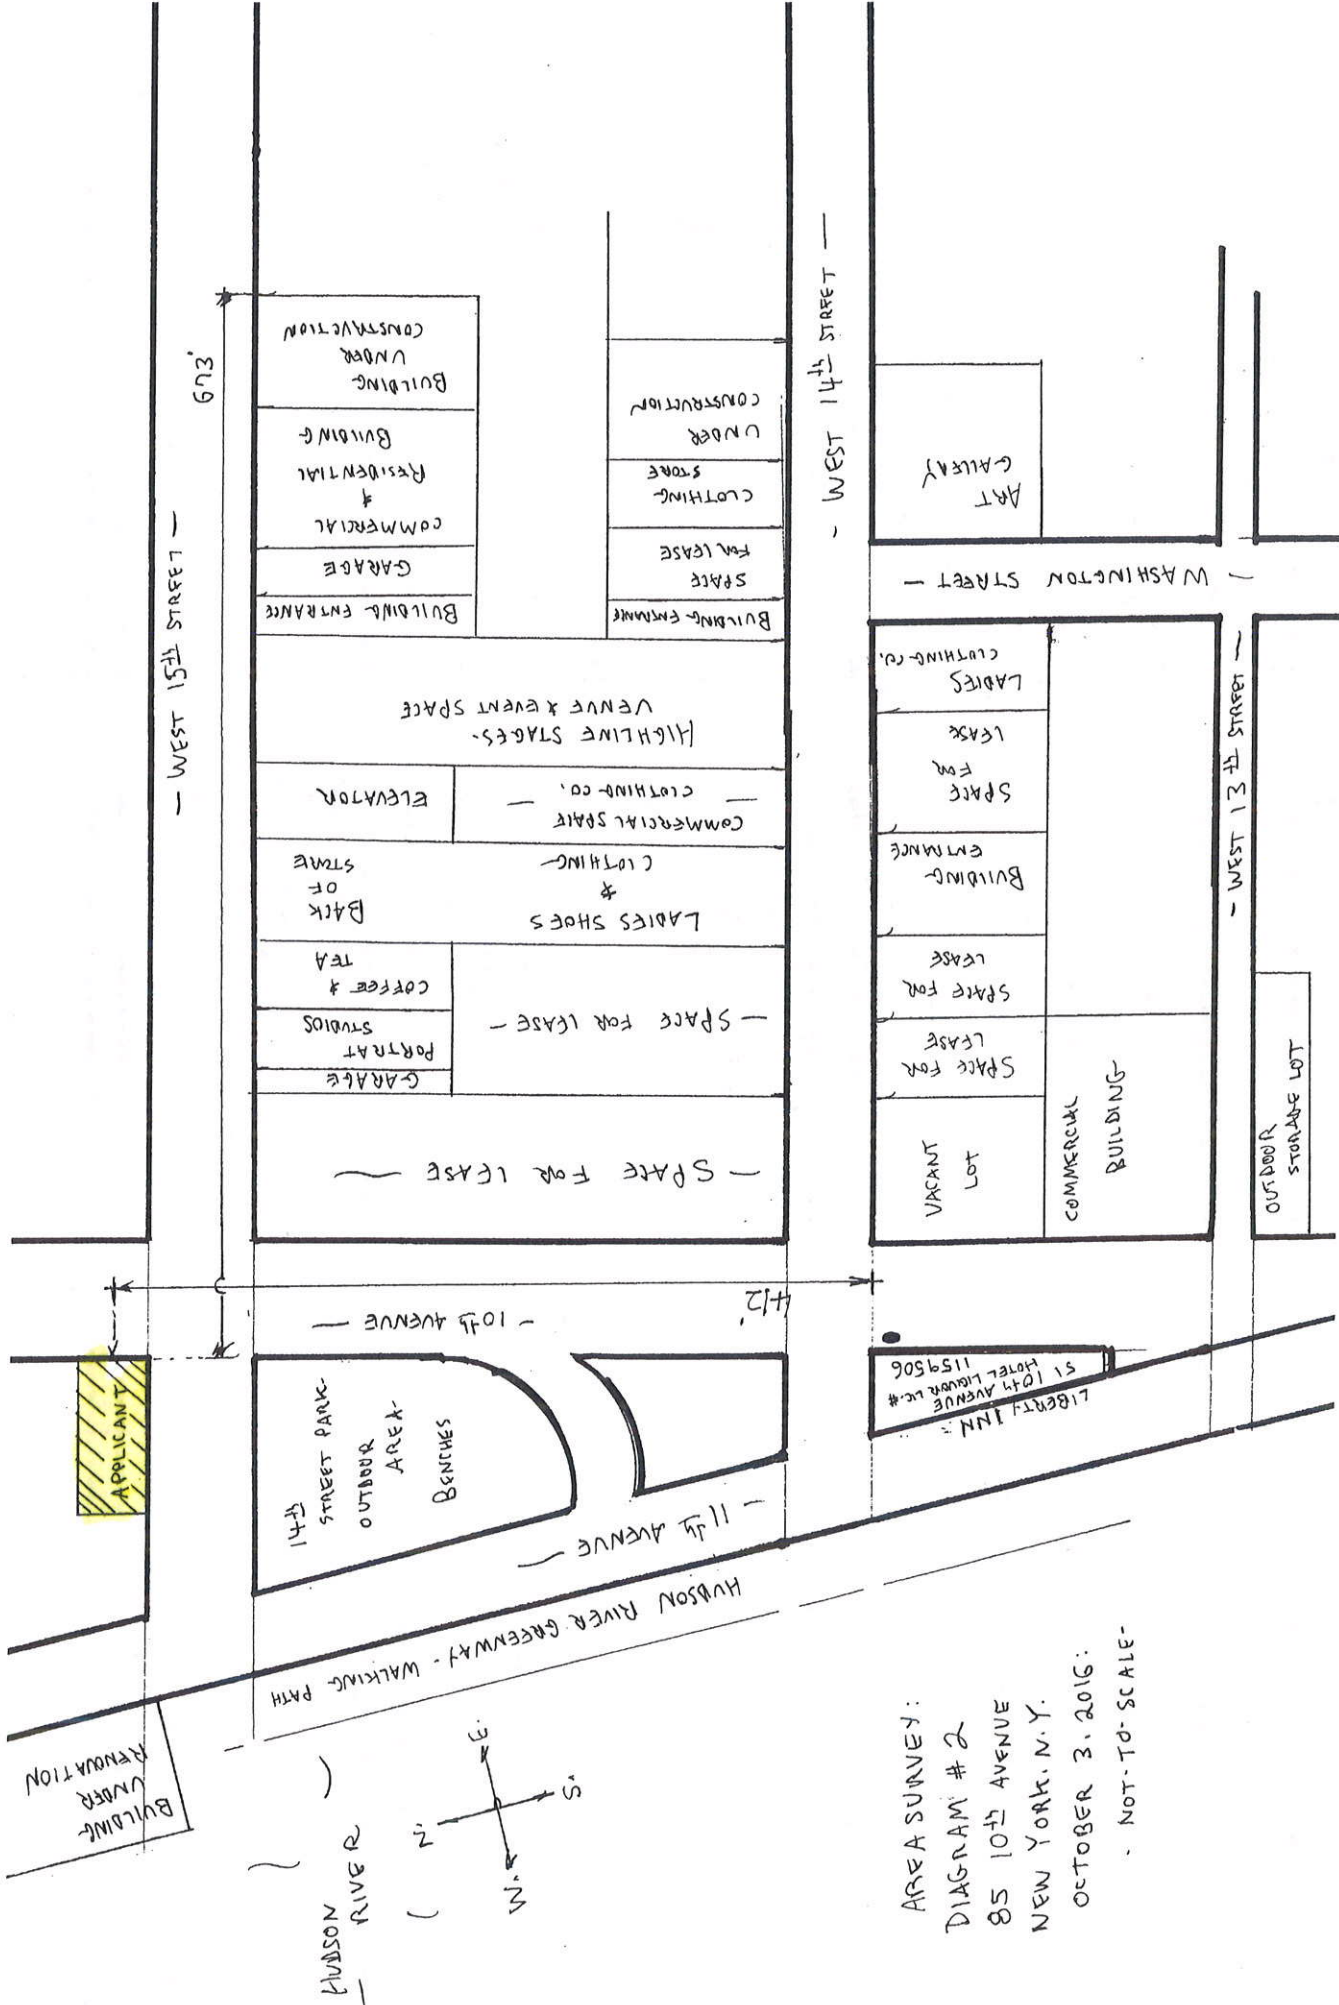 BUILDING
UNDER
RENOVATION
APPLICANT
— WEST 15th STREET —
673'
HUDSON
RIVER
N.
E.
S.
W.
HUDSON RIVER GREENWAY - WALKING PATH
— 11th AVENUE —
14th
STREET PARK-
OUTDOOR
AREA-
BENCHES
- 10th AVENUE —
412'
— SPACE FOR LEASE —
GARAGE
PORTRAT
STUDIOS
COFFEE &
TEA
— SPACE FOR LEASE —
BACK
OF
STORE
LADIES SHOES
&
CLOTHING
ELEVATOR
COMMERCIAL SPACE
— CLOTHING CO. —
HIGHLINE STAGES-
VENUE & EVENT SPACE
BUILDING ENTRANCE
GARAGE
COMMERCIAL
&
RESIDENTIAL
BUILDING
BUILDING
UNDER
CONSTRUCTION
BUILDING ENTRANCE
SPACE
FOR LEASE
CLOTHING
STORE
UNDER
CONSTRUCTION
- WEST 14th STREET —
LIBERTY INN =
51 10th AVENUE
HOTEL LIQUOR LIC.#
1159506
VACANT
LOT
SPACE FOR
LEASE
SPACE FOR
LEASE
BUILDING
ENTRANCE
SPACE
FOR
LEASE
LADIES
CLOTHING CO.
COMMERCIAL
BUILDING
— WASHINGTON STREET —
ART
GALLERY
- WEST 13th STREET —
OUTDOOR
STORAGE LOT
AREA SURVEY:
DIAGRAM # 2
85 10th AVENUE
NEW YORK. N.Y.
OCTOBER 3. 2016:
- NOT-TO-SCALE-